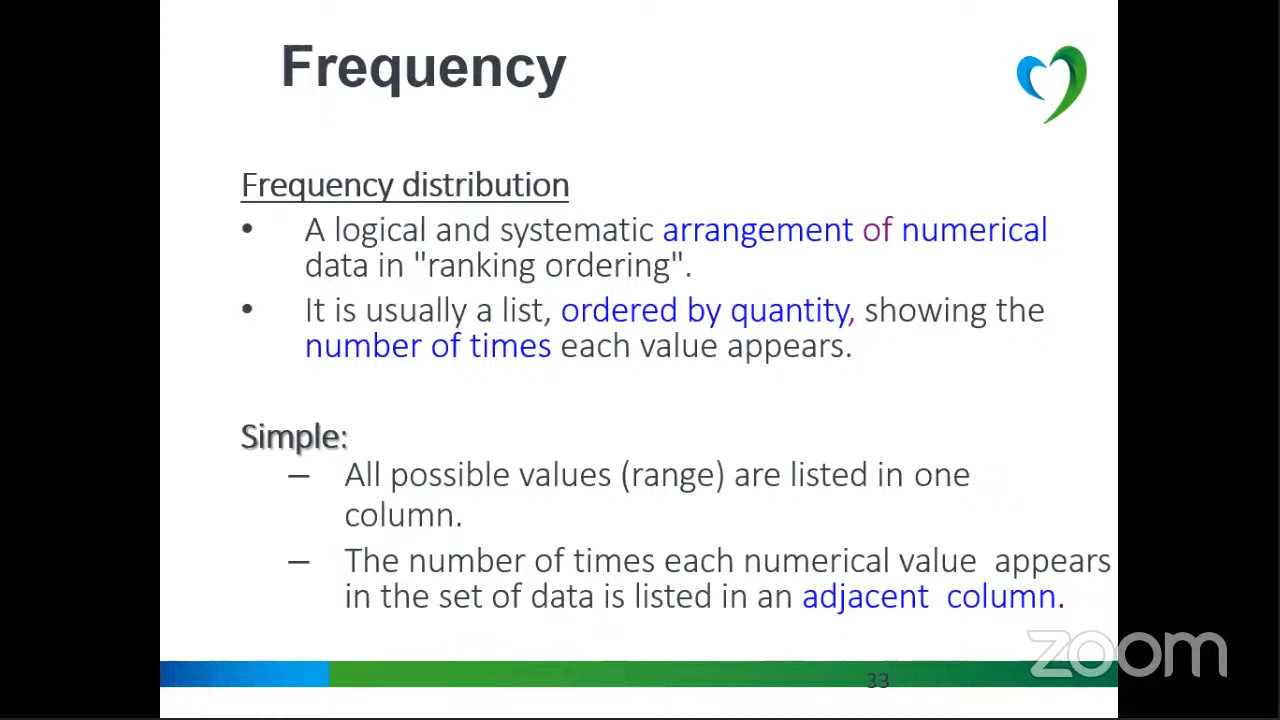 Frequency
Frequency distribution
• A logical and systematic arrangement of numerical
data in "ranking ordering".
• It is usually a list, ordered by quantity, showing the
number of times each value appears.
Simple:
– All possible values (range) are listed in one
column.
– The number of times each numerical value appears
in the set of data is listed in an adjacent column.
zoom
33